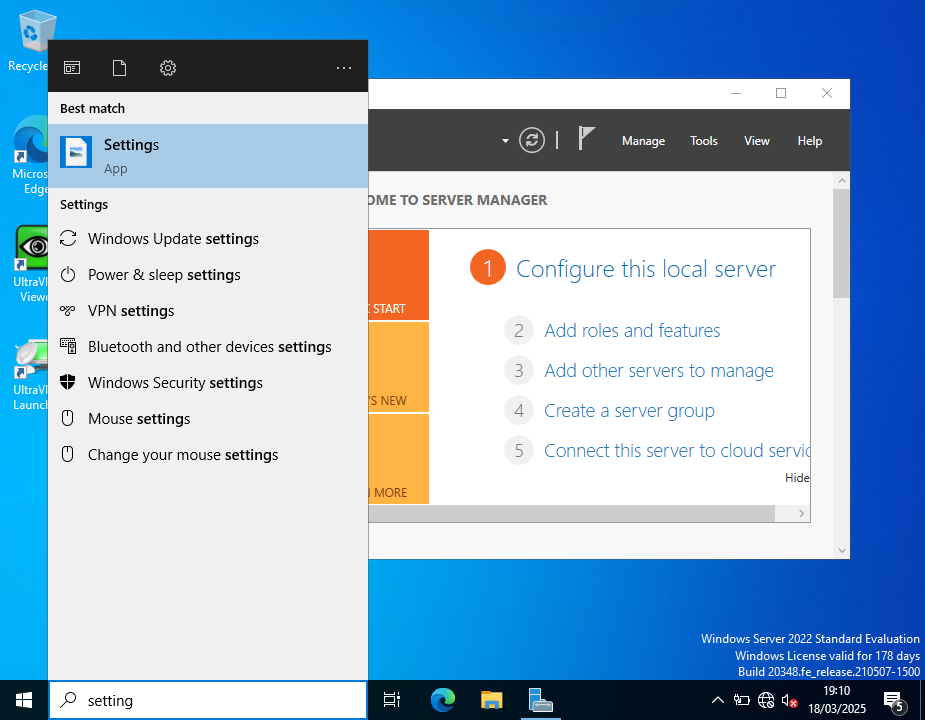 Recycle
Micros
Edge
UltraVN
Viewe
UltraVN
Launch
Best match
Settings
App
Settings
Windows Update settings
Power & sleep settings
VPN settings
Bluetooth and other devices settings
Windows Security settings
Mouse settings
Change your mouse settings
Manage
Tools
View
Help
OME TO SERVER MANAGER
START
'S NEW
MORE
1 Configure this local server
2 Add roles and features
3 Add other servers to manage
4 Create a server group
5 Connect this server to cloud servic
Hide
Windows Server 2022 Standard Evaluation
Windows License valid for 178 days
Build 20348.fe_release.210507-1500
setting
19:10
18/03/2025
5